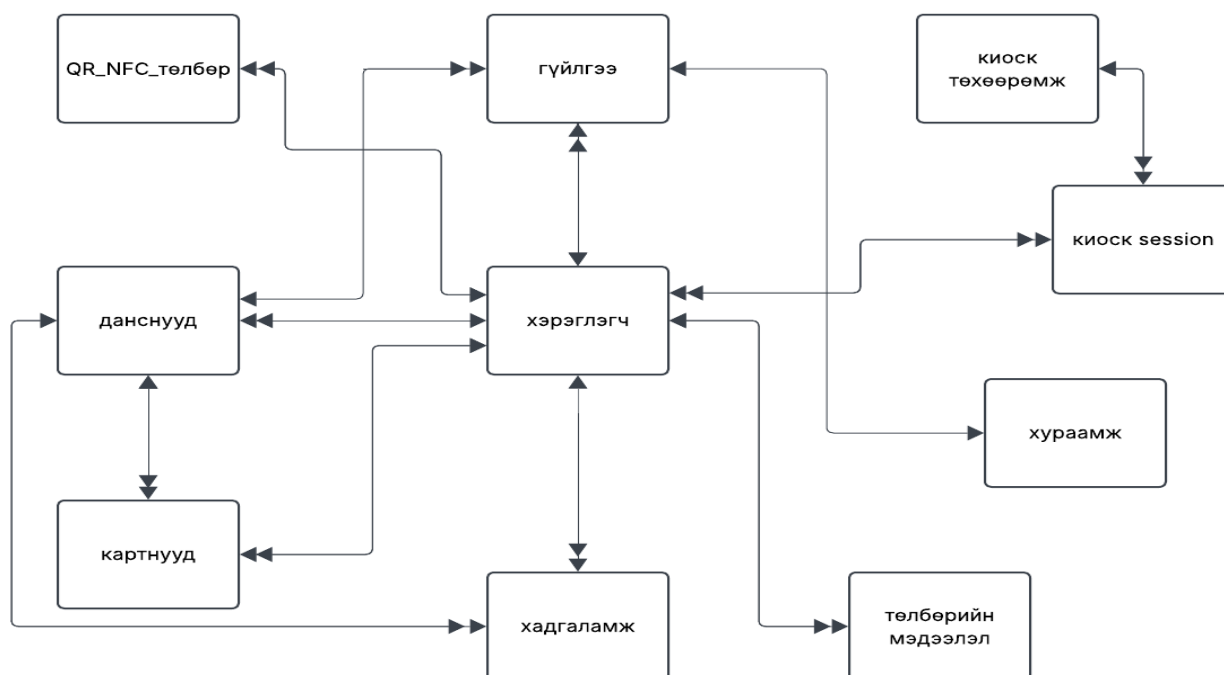 QR_NFC_төлбөр
гүйлгээ
киоск
төхөөрөмж
киоск session
данснууд
хэрэглэгч
хураамж
картнууд
хадгаламж
төлбөрийн
мэдээлэл